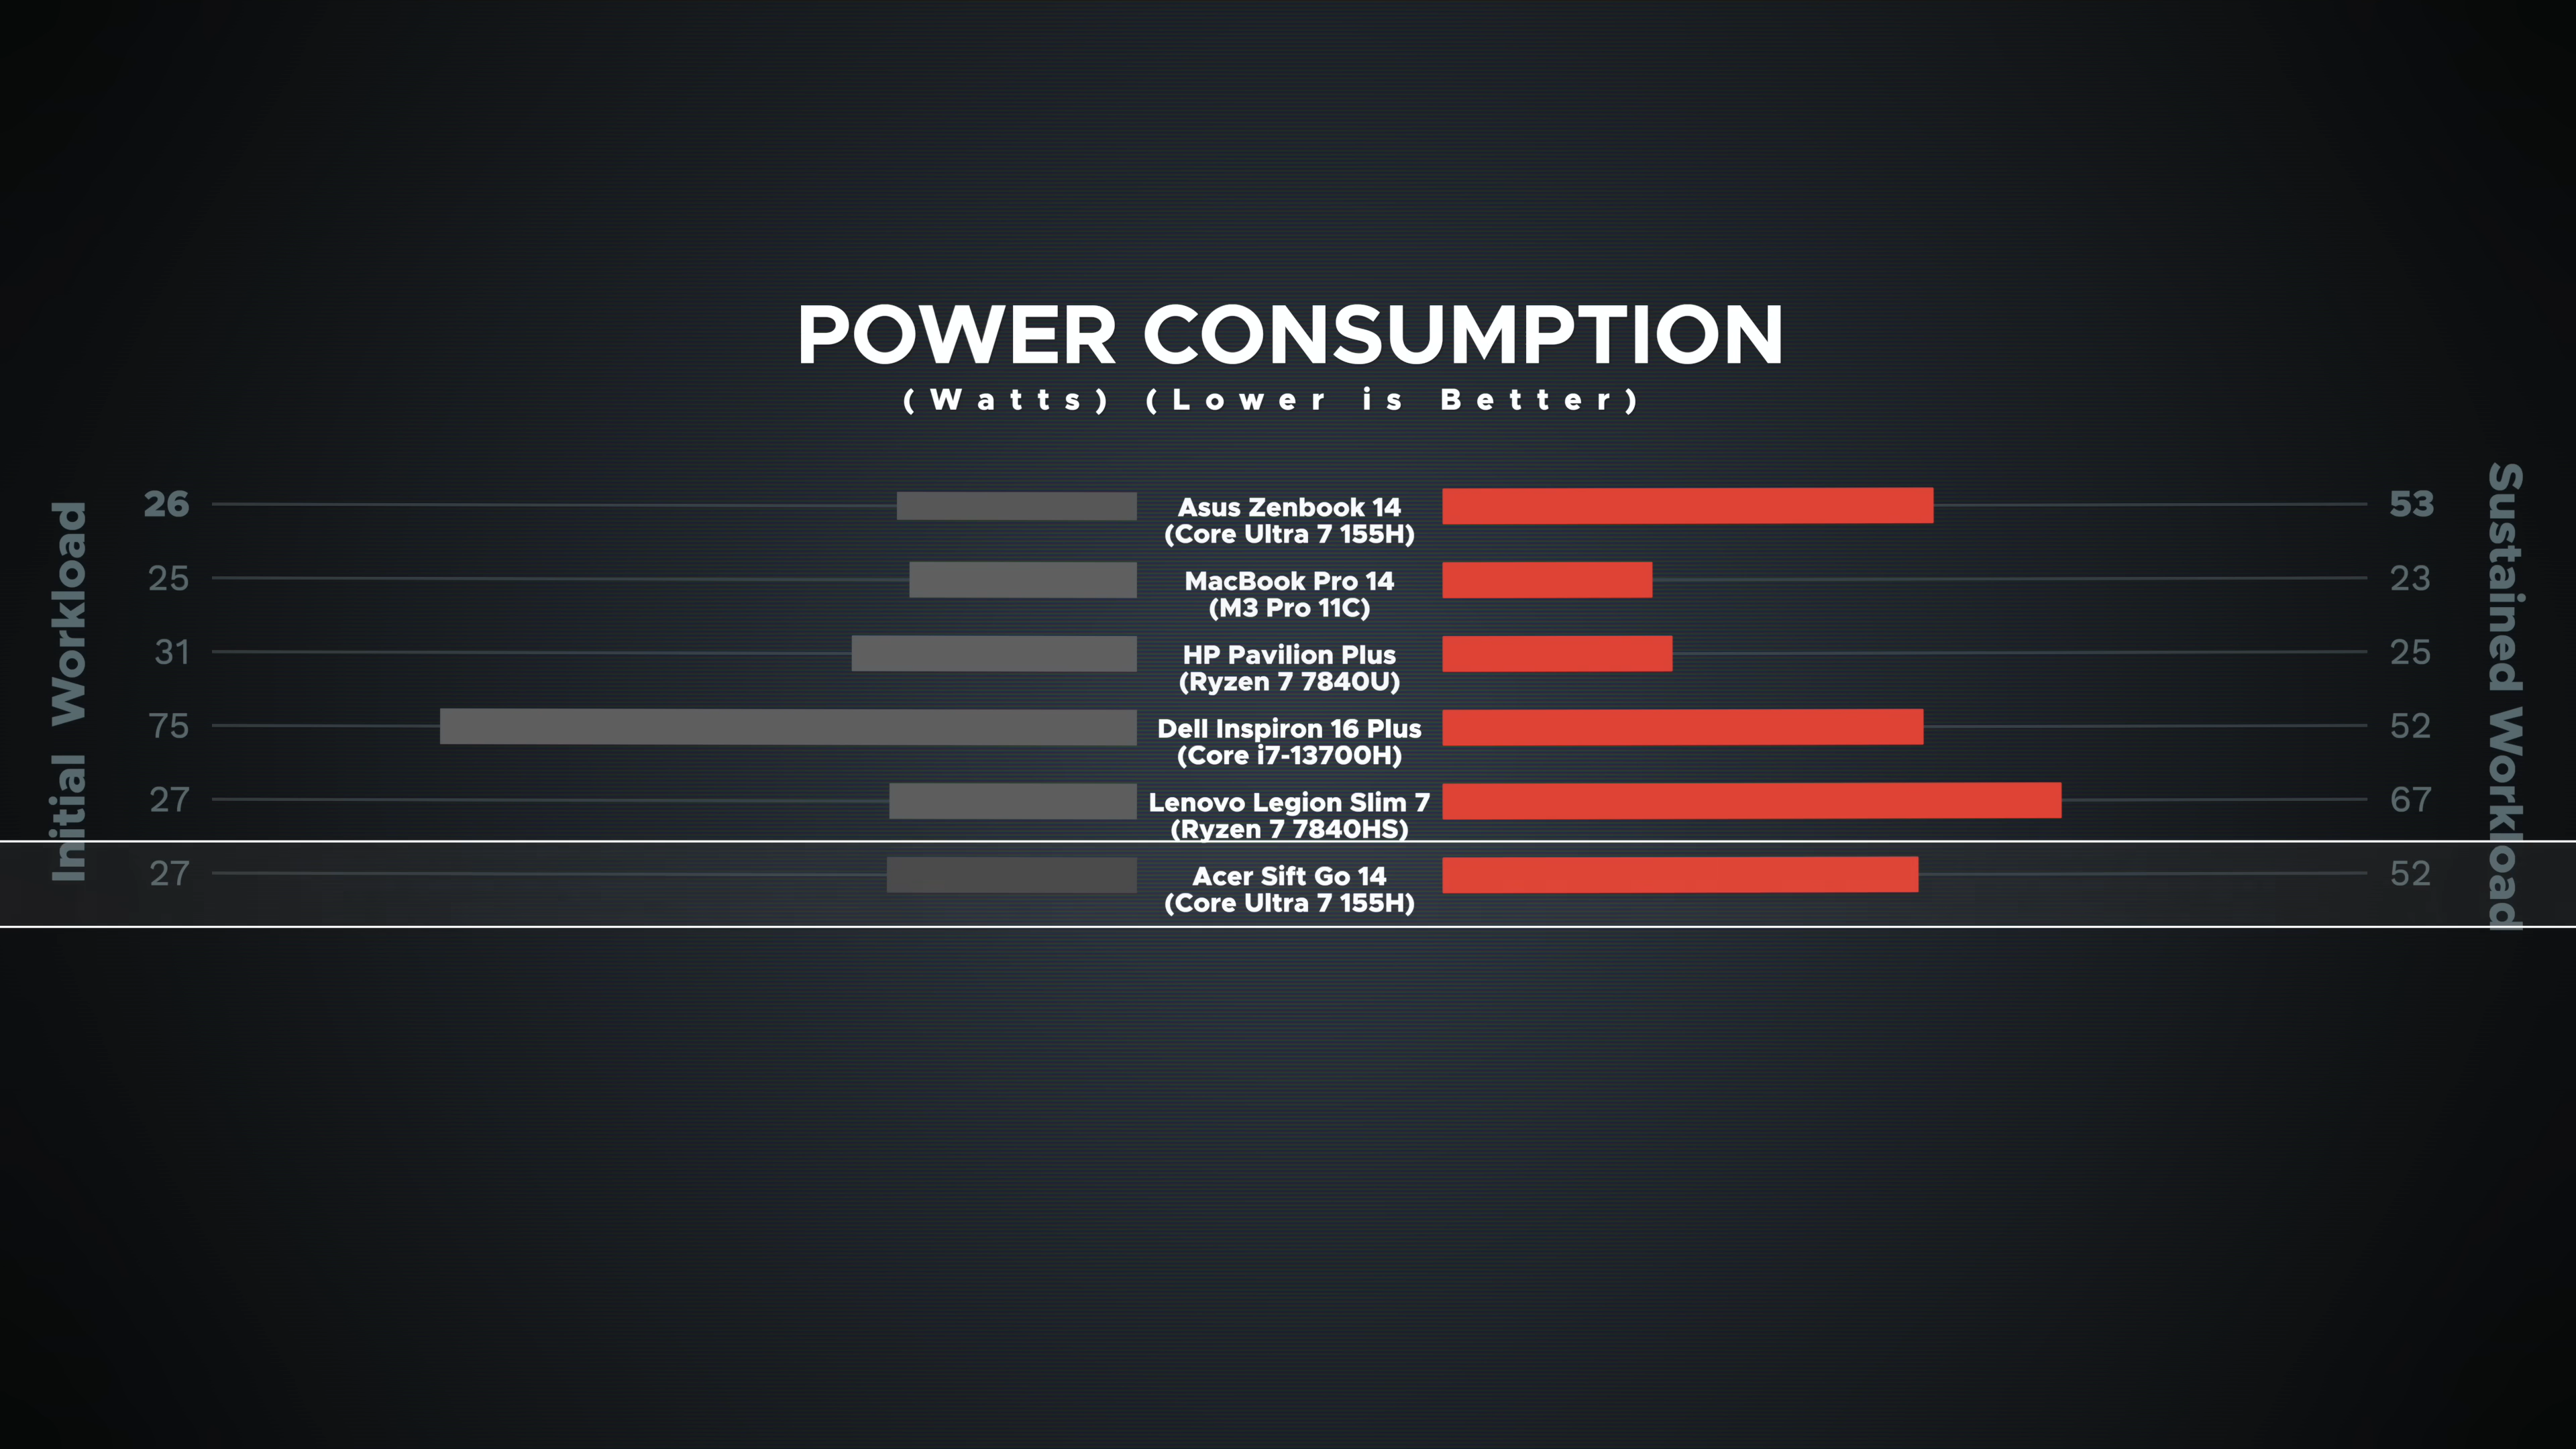 POWER CONSUMPTION
(Watts) (Lower is Better)
Initial Workload
Sustained Workload
26
Asus Zenbook 14
(Core Ultra 7 155H)
53
25
MacBook Pro 14
(M3 Pro 11C)
23
31
HP Pavilion Plus
(Ryzen 7 7840U)
25
75
Dell Inspiron 16 Plus
(Core i7-13700H)
52
27
Lenovo Legion Slim 7
(Ryzen 7 7840HS)
67
27
Acer Sift Go 14
(Core Ultra 7 155H)
52